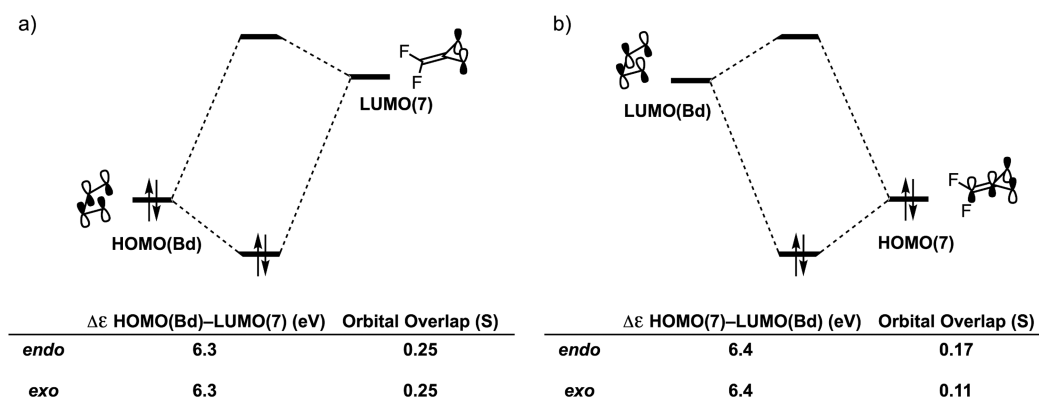 a)
F
F
LUMO(7)
HOMO(Bd)
Δε HOMO(Bd)–LUMO(7) (eV) Orbital Overlap (S)
endo 6.3 0.25
exo 6.3 0.25
b)
LUMO(Bd)
F
F
HOMO(7)
Δε HOMO(7)–LUMO(Bd) (eV) Orbital Overlap (S)
endo 6.4 0.17
exo 6.4 0.11